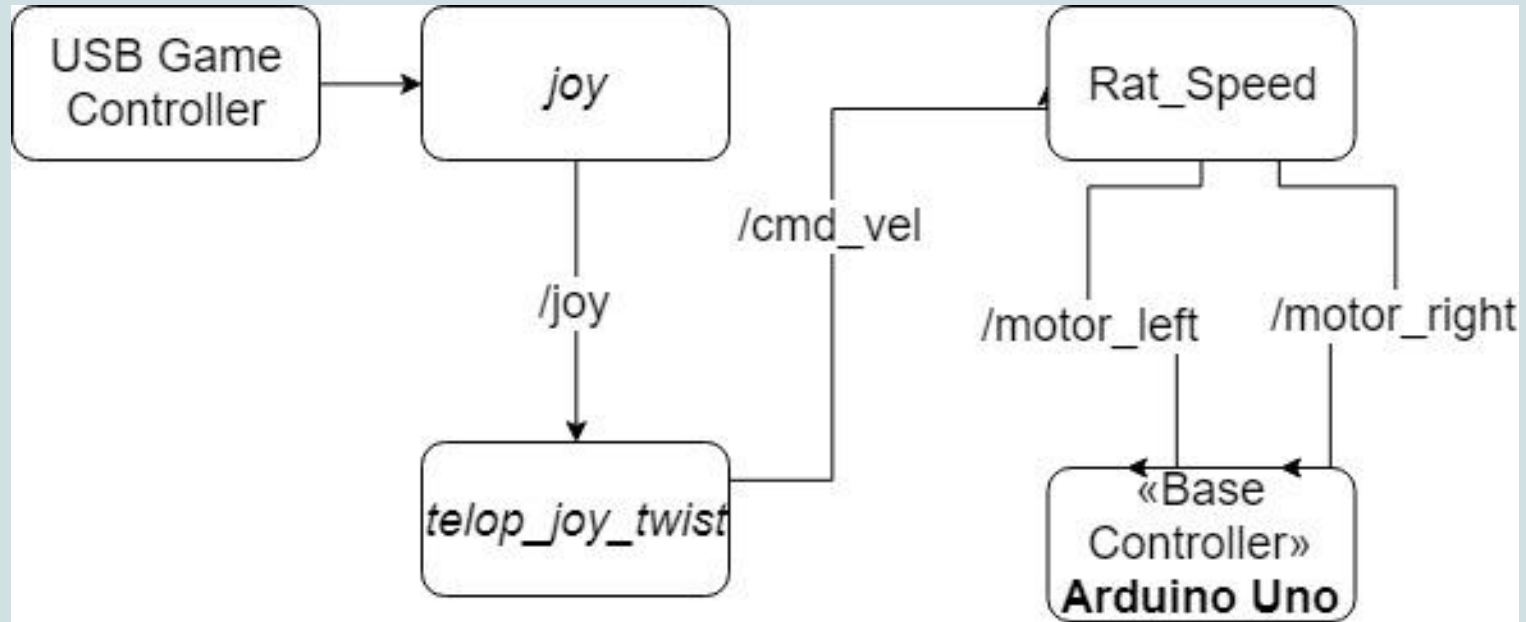 USB Game
Controller
joy
Rat_Speed
/cmd_vel
/joy
/motor_left
/motor_right
telop_joy_twist
«Base
Controller»
Arduino Uno